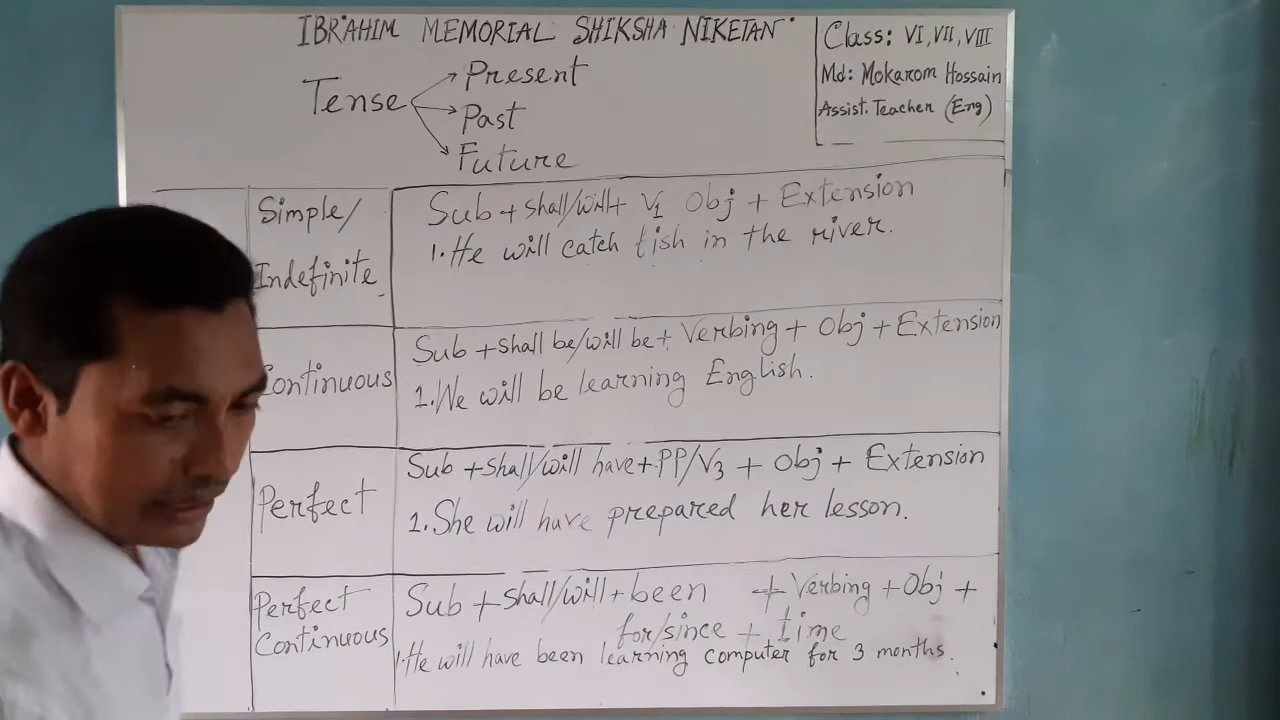 IBRAHIM MEMORIAL SHIKSHA NIKETAN
Class: VI, VII, VIII
Md: Mokarom Hossain
Assist. Teacher (Eng)
Tense
Present
Past
Future
Simple/
Indefinite
Sub + shall/will + V1 Obj + Extension
1. He will catch fish in the river.
Continuous
Sub + shall be/will be + Verbing + Obj + Extension
1. We will be learning English.
Perfect
Sub + shall/will have + PP/V3 + Obj + Extension
1. She will have prepared her lesson.
Perfect
Continuous
Sub + shall/will + been + Verbing + Obj +
for/since + time
1. He will have been learning computer for 3 months.